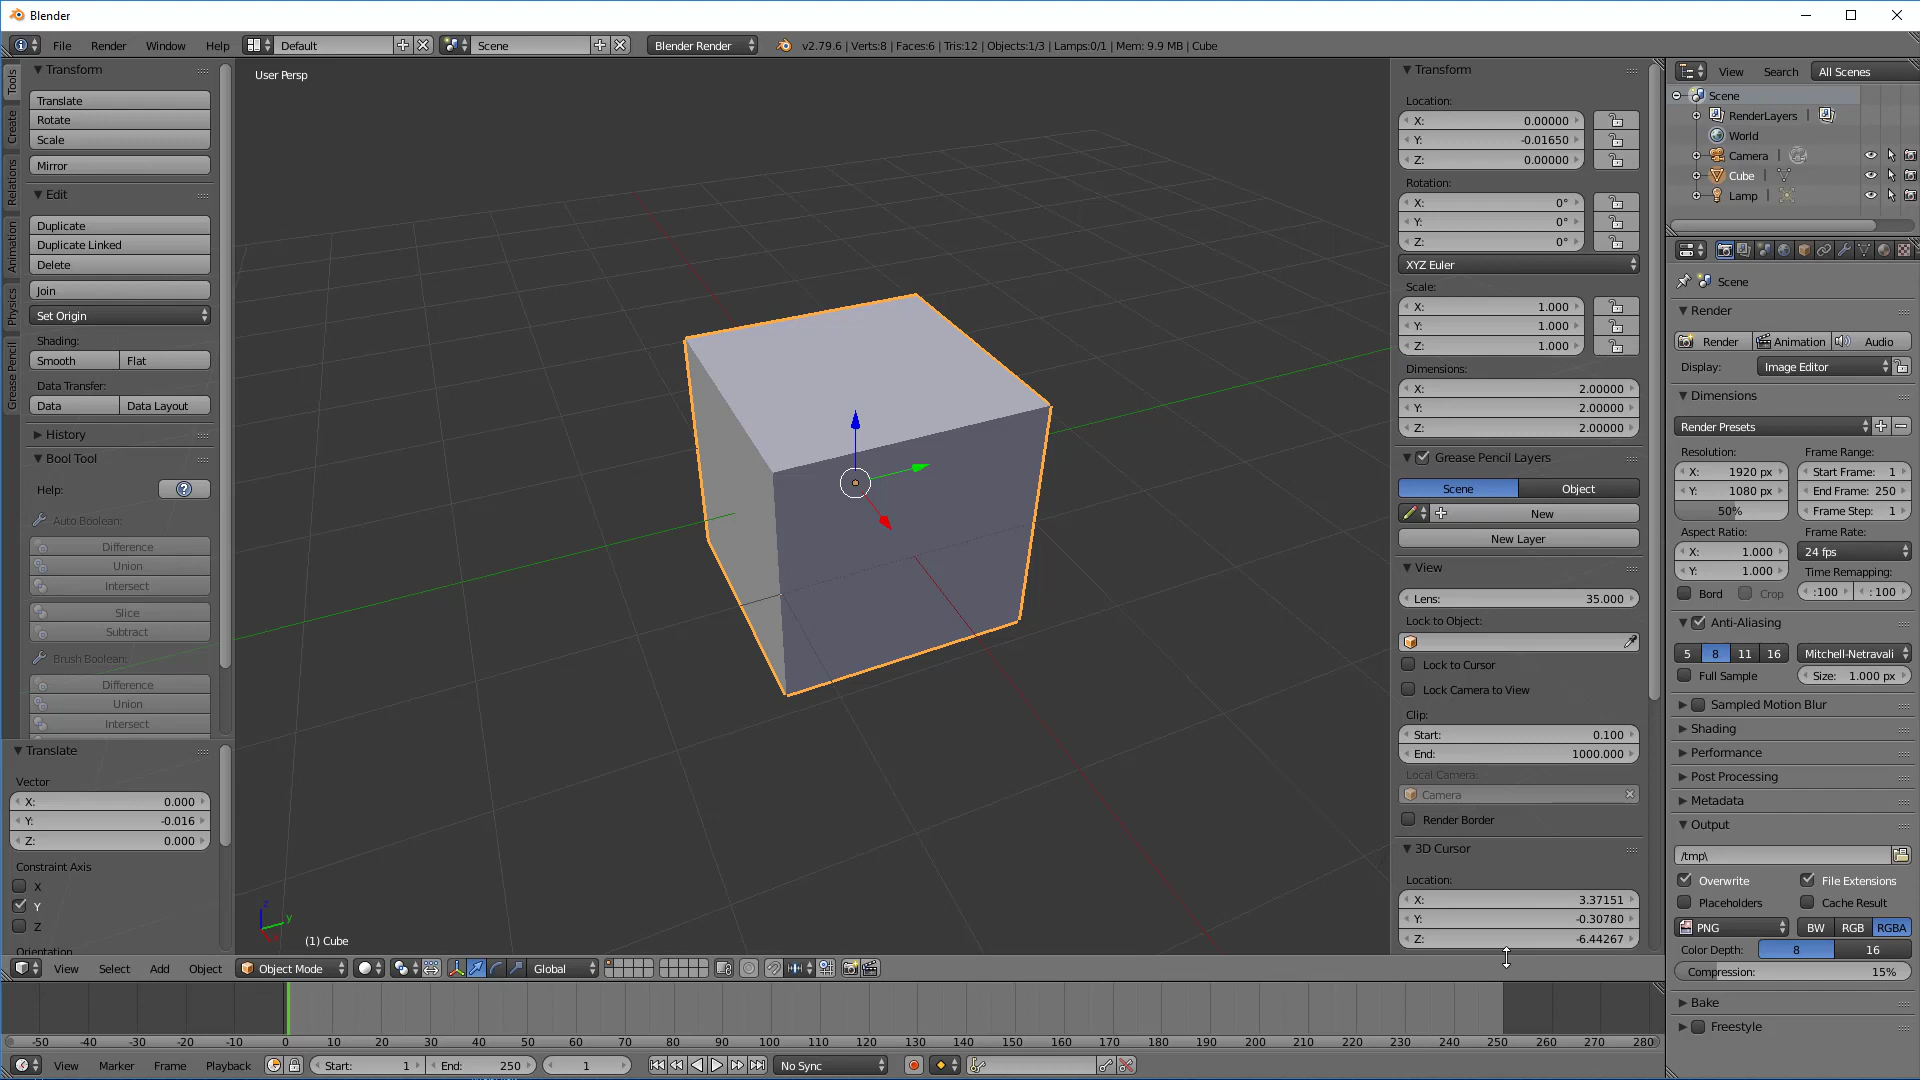 Blender
File Render Window Help Default Scene Blender Render v2.79.6 | Verts:8 | Faces:6 | Tris:12 | Objects:1/3 | Lamps:0/1 | Mem: 9.9 MB | Cube
Tools
Create
Relations
Animation
Physics
Grease Pencil
Transform
Translate
Rotate
Scale
Mirror
Edit
Duplicate
Duplicate Linked
Delete
Join
Set Origin
Shading:
Smooth Flat
Data Transfer:
Data Data Layout
History
Bool Tool
Help:
Auto Boolean:
Difference
Union
Intersect
Slice
Subtract
Brush Boolean:
Difference
Union
Intersect
Translate
Vector
X: 0.000
Y: -0.016
Z: 0.000
Constraint Axis
X
Y
Z
Orientation
User Persp
z
y
(1) Cube
Transform
Location:
X: 0.00000
Y: -0.01650
Z: 0.00000
Rotation:
X: 0°
Y: 0°
Z: 0°
XYZ Euler
Scale:
X: 1.000
Y: 1.000
Z: 1.000
Dimensions:
X: 2.00000
Y: 2.00000
Z: 2.00000
Grease Pencil Layers
Scene Object
New
New Layer
View
Lens: 35.000
Lock to Object:
Lock to Cursor
Lock Camera to View
Clip:
Start: 0.100
End: 1000.000
Local Camera:
Camera
Render Border
3D Cursor
Location:
X: 3.37151
Y: -0.30780
Z: -6.44267
View Search All Scenes
Scene
RenderLayers |
World
Camera |
Cube |
Lamp |
Scene
Render
Render Animation Audio
Display: Image Editor
Dimensions
Render Presets
Resolution: Frame Range:
X: 1920 px Start Frame: 1
Y: 1080 px End Frame: 250
50% Frame Step: 1
Aspect Ratio: Frame Rate:
X: 1.000 24 fps
Y: 1.000 Time Remapping:
Bord Crop :100 : 100
Anti-Aliasing
5 8 11 16 Mitchell-Netravali
Full Sample Size: 1.000 px
Sampled Motion Blur
Shading
Performance
Post Processing
Metadata
Output
/tmp\
Overwrite File Extensions
Placeholders Cache Result
PNG BW RGB RGBA
Color Depth: 8 16
Compression: 15%
Bake
Freestyle
View Select Add Object Object Mode Global
-50 -40 -30 -20 -10 0 10 20 30 40 50 60 70 80 90 100 110 120 130 140 150 160 170 180 190 200 210 220 230 240 250 260 270 280
View Marker Frame Playback Start: 1 End: 250 1 No Sync